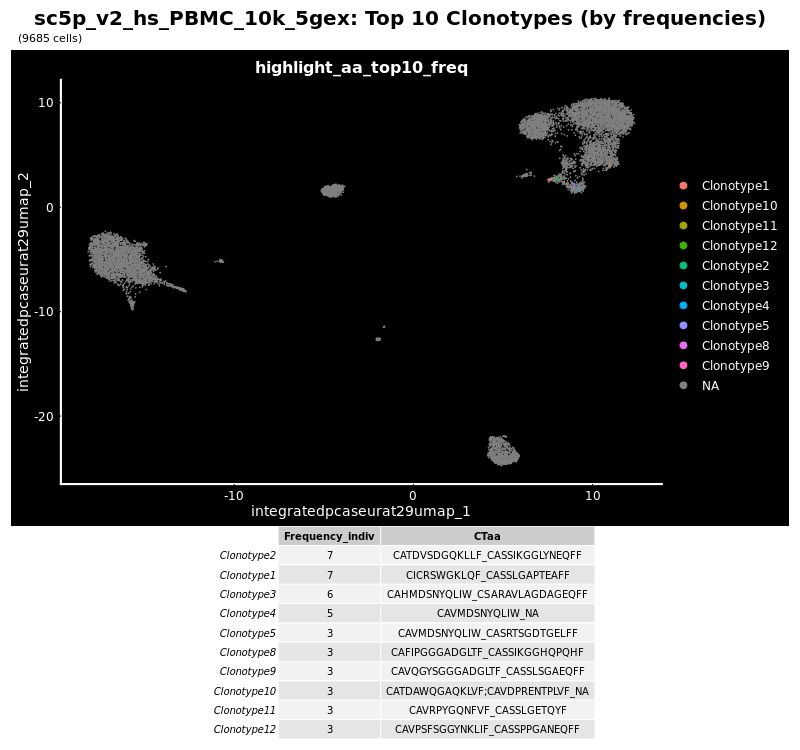 sc5p_v2_hs_PBMC_10k_5gex: Top 10 Clonotypes (by frequencies)
(9685 cells)
highlight_aa_top10_freq
10
0
-10
-20
integratedpcaseurat29umap_2
-10 0 10
integratedpcaseurat29umap_1
Clonotype1
Clonotype10
Clonotype11
Clonotype12
Clonotype2
Clonotype3
Clonotype4
Clonotype5
Clonotype8
Clonotype9
NA
Frequency_indiv CTaa
Clonotype2 7 CATDVSDGQKLLF_CASSIKGGLYNEQFF
Clonotype1 7 CICRSWGKLQF_CASSLGAPTEAFF
Clonotype3 6 CAHMDSNYQLIW_CSARAVLAGDAGEQFF
Clonotype4 5 CAVMDSNYQLIW_NA
Clonotype5 3 CAVMDSNYQLIW_CASRTSGDTGELFF
Clonotype8 3 CAFIPGGGADGLTF_CASSIKGGHQPQHF
Clonotype9 3 CAVQGYSGGGADGLTF_CASSLSGAEQFF
Clonotype10 3 CATDAWQGAQKLVF;CAVDPRENTPLVF_NA
Clonotype11 3 CAVRPYGQNFVF_CASSLGETQYF
Clonotype12 3 CAVPSFSGGYNKLIF_CASSPPGANEQFF